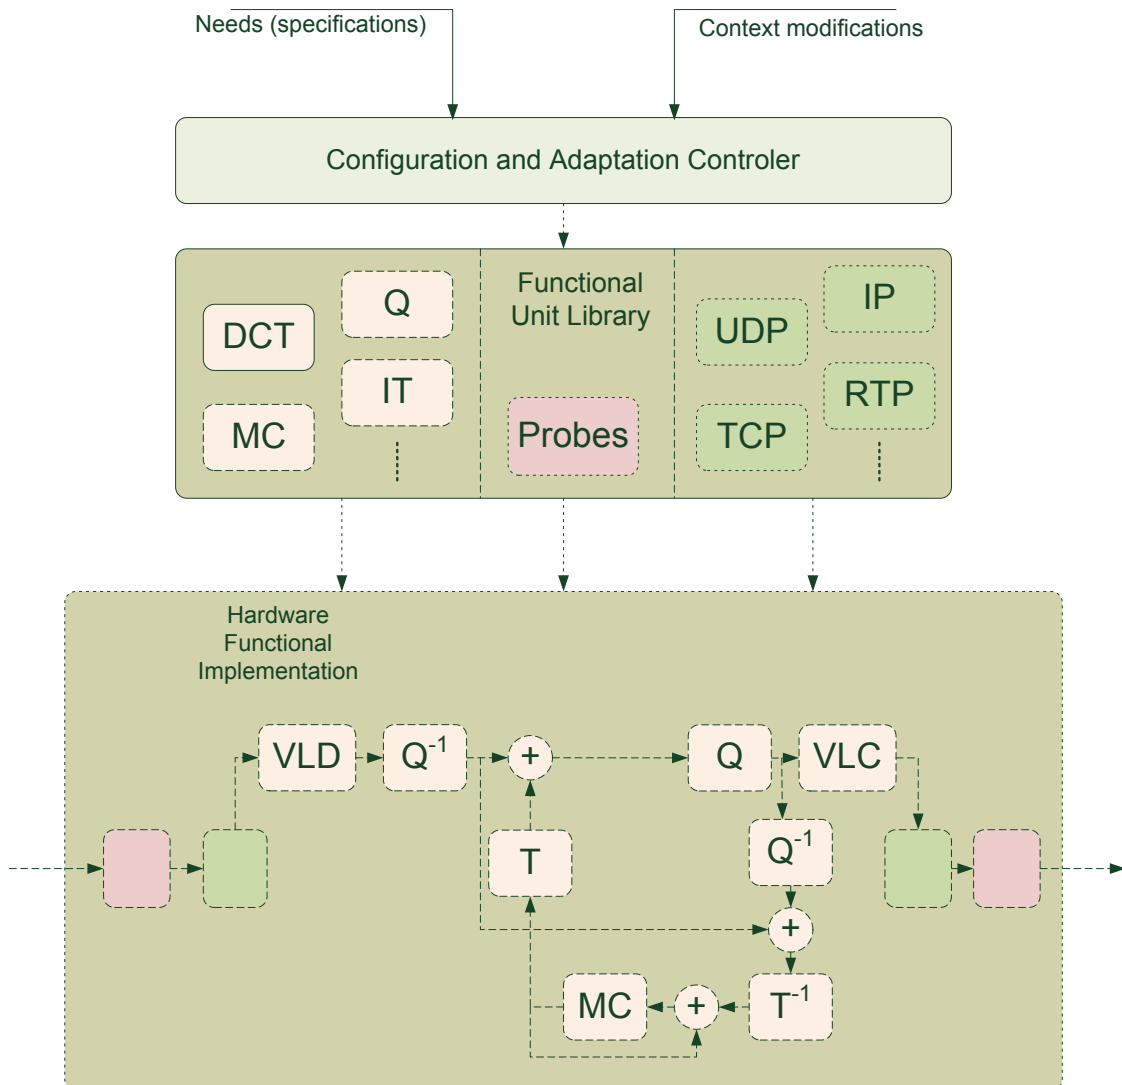 Needs (specifications)
Context modifications
Configuration and Adaptation Controler
Functional
Unit Library
DCT
Q
IT
MC
Probes
UDP
IP
RTP
TCP
Hardware
Functional
Implementation
VLD
Q⁻¹
+
Q
VLC
T
Q⁻¹
+
MC
+
T⁻¹